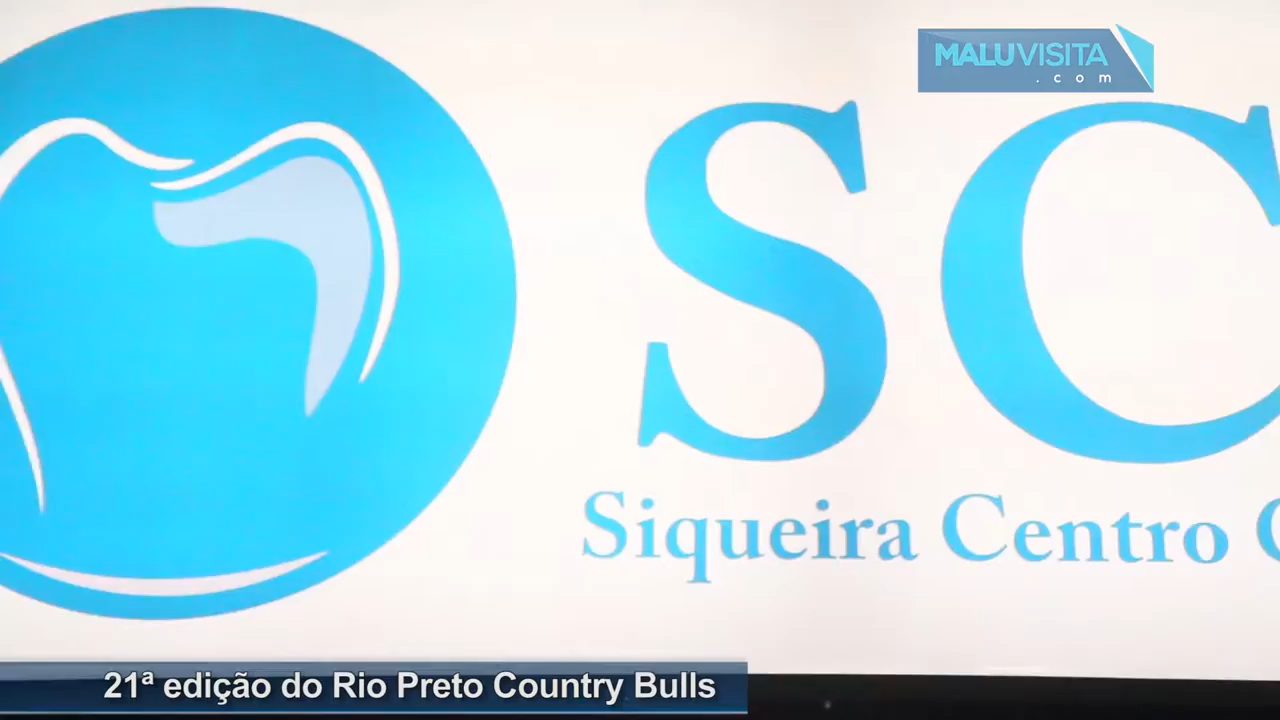 MALUVISITA
.com
SC
Siqueira Centro
21ª edição do Rio Preto Country Bulls